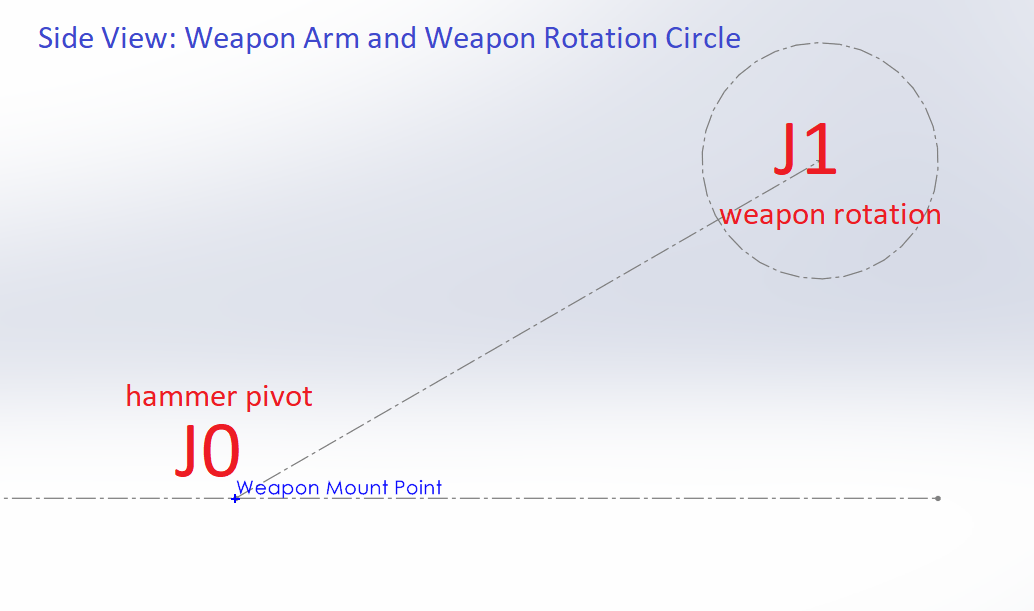 Side View: Weapon Arm and Weapon Rotation Circle
J1
weapon rotation
hammer pivot
J0
Weapon Mount Point